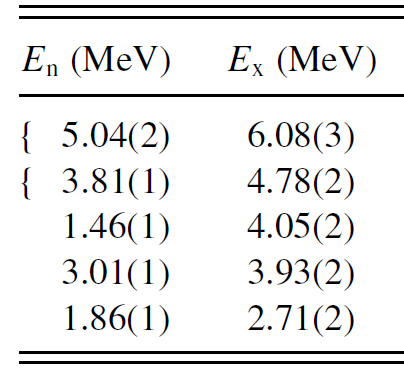 En (MeV) Ex (MeV)
{ 5.04(2) 6.08(3)
{ 3.81(1) 4.78(2)
1.46(1) 4.05(2)
3.01(1) 3.93(2)
1.86(1) 2.71(2)